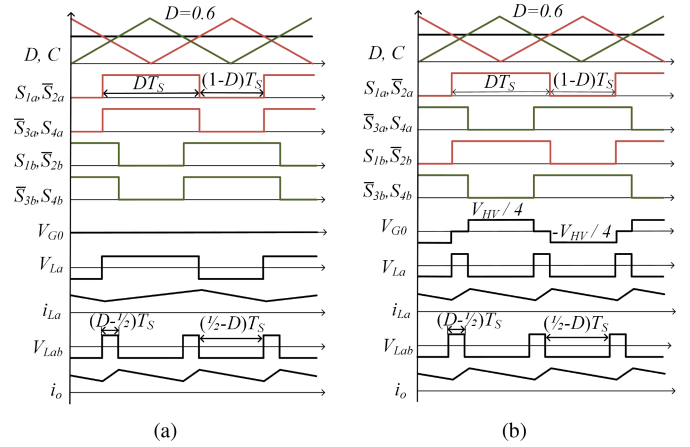 D=0.6
D, C
S1a,S̅2a
DTS
(1-D)TS
S̅3a,S4a
S1b,S̅2b
S̅3b,S4b
VG0
VLa
iLa
(D-½)TS
(½-D)TS
VLab
io
(a)
D=0.6
D, C
S1a,S̅2a
DTS
(1-D)TS
S̅3a,S4a
S1b,S̅2b
S̅3b,S4b
VHV / 4
-VHV / 4
VG0
VLa
iLa
(D-½)TS
(½-D)TS
VLab
io
(b)